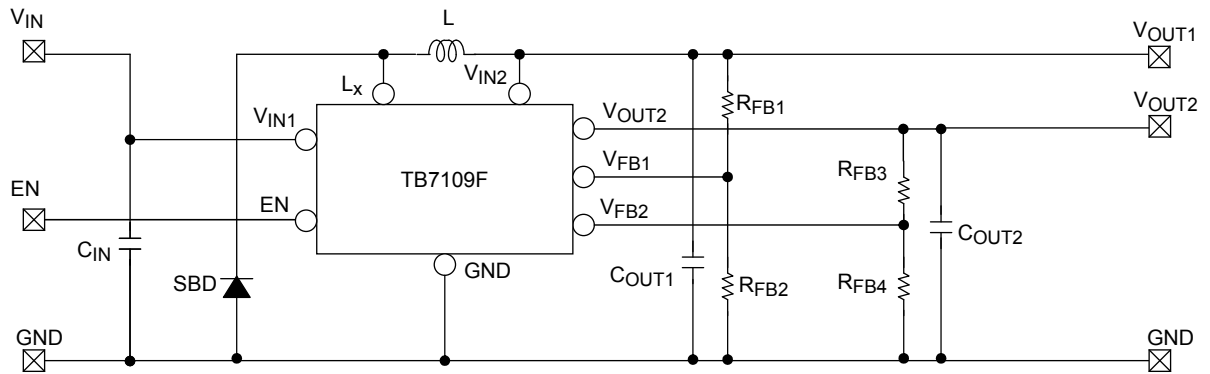 VIN
L
VOUT1
Lx
VIN2
RFB1
VOUT2
VIN1
VOUT2
TB7109F
VFB1
RFB3
EN
EN
VFB2
CIN
COUT2
GND
SBD
COUT1
RFB2
RFB4
GND
GND